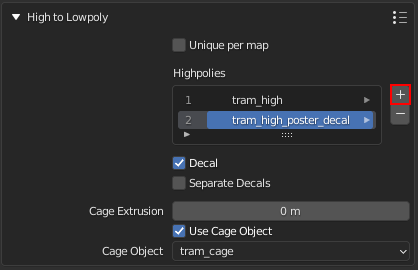 High to Lowpoly
Unique per map
Highpolies
1 tram_high
2 tram_high_poster_decal
Decal
Separate Decals
Cage Extrusion 0 m
Use Cage Object
Cage Object tram_cage